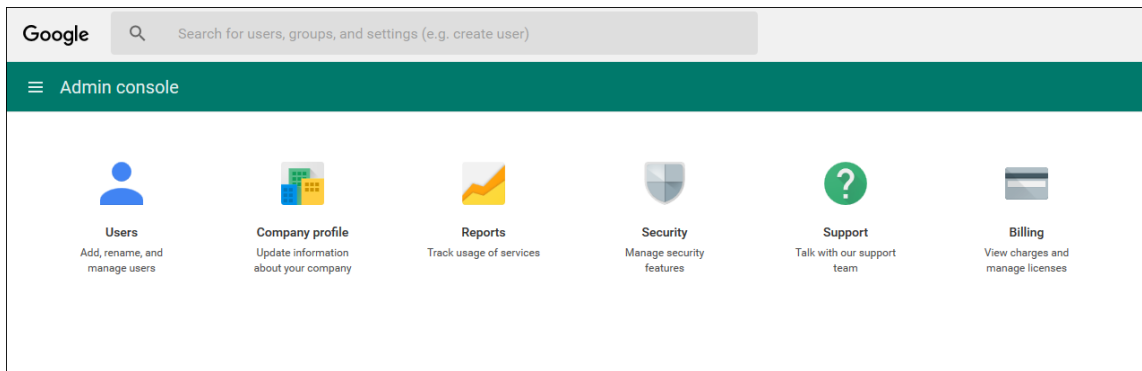 Google
Search for users, groups, and settings (e.g. create user)
Admin console
Users
Add, rename, and
manage users
Company profile
Update information
about your company
Reports
Track usage of services
Security
Manage security
features
Support
Talk with our support
team
Billing
View charges and
manage licenses